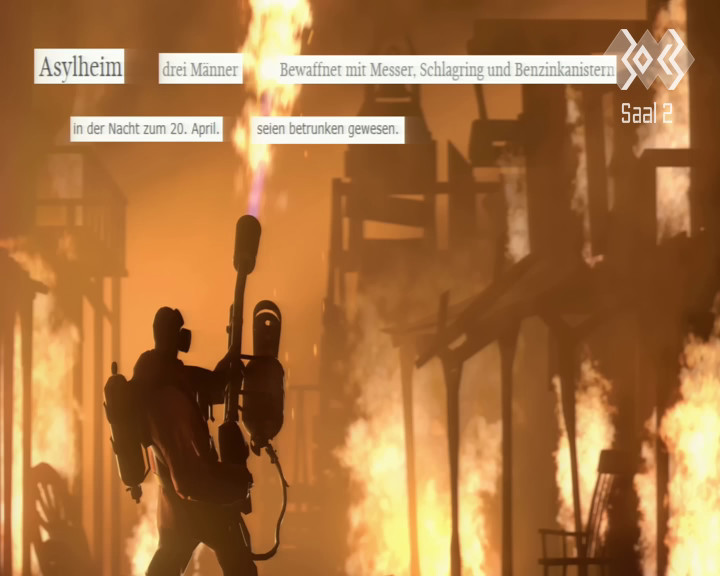 Asylheim drei Männer Bewaffnet mit Messer, Schlagring und Benzinkanistern
in der Nacht zum 20. April. seien betrunken gewesen.
Saal 2